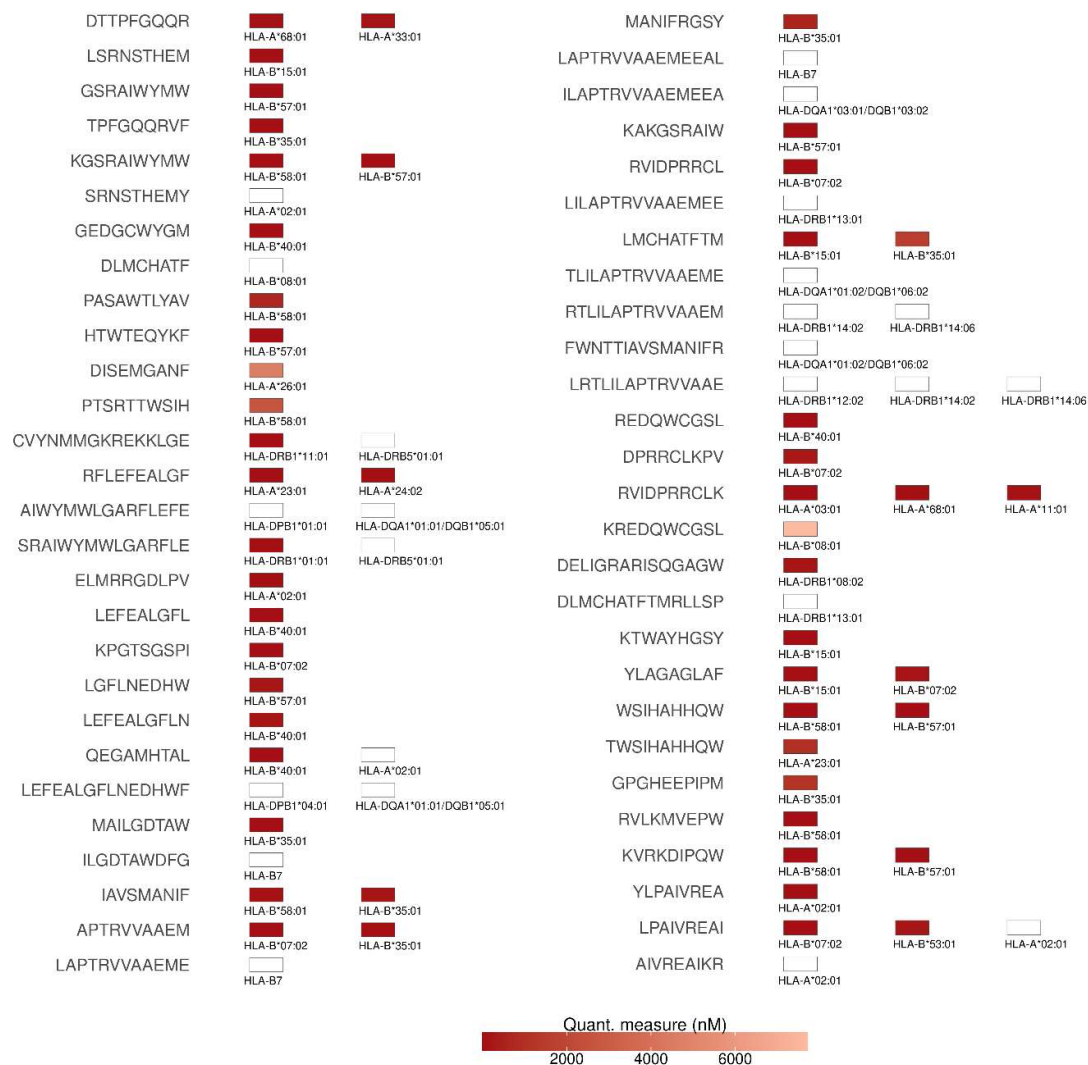 DTTPFGQQR
HLA-A*68:01 HLA-A*33:01
LSRNSTHEM
HLA-B*15:01
GSRAIWYMW
HLA-B*57:01
TPFGQQRVF
HLA-B*35:01
KGSRAIWYMW
HLA-B*58:01 HLA-B*57:01
SRNSTHEMY
HLA-A*02:01
GEDGCWYGM
HLA-B*40:01
DLMCHATF
HLA-B*08:01
PASAWTLYAV
HLA-B*58:01
HTWTEQYKF
HLA-B*57:01
DISEMGANF
HLA-A*26:01
PTSRTTWSIH
HLA-B*58:01
CVYNMMGKREKKLGE
HLA-DRB1*11:01 HLA-DRB5*01:01
RFLEFEALGF
HLA-A*23:01 HLA-A*24:02
AIWYMWLGARFLEFE
HLA-DPB1*01:01 HLA-DQA1*01:01/DQB1*05:01
SRAIWYMWLGARFLE
HLA-DRB1*01:01 HLA-DRB5*01:01
ELMRRGDLPV
HLA-A*02:01
LEFEALGFL
HLA-B*40:01
KPGTSGSPI
HLA-B*07:02
LGFLNEDHW
HLA-B*57:01
LEFEALGFLN
HLA-B*40:01
QEGAMHTAL
HLA-B*40:01 HLA-A*02:01
LEFEALGFLNEDHWF
HLA-DPB1*04:01 HLA-DQA1*01:01/DQB1*05:01
MAILGDTAW
HLA-B*35:01
ILGDTAWDFG
HLA-B7
IAVSMANIF
HLA-B*58:01 HLA-B*35:01
APTRVVAAEM
HLA-B*07:02 HLA-B*35:01
LAPTRVVAAEME
HLA-B7
MANIFRGSY
HLA-B*35:01
LAPTRVVAAEMEEAL
HLA-B7
ILAPTRVVAAEMEEA
HLA-DQA1*03:01/DQB1*03:02
KAKGSRAIW
HLA-B*57:01
RVIDPRRCL
HLA-B*07:02
LILAPTRVVAAEMEE
HLA-DRB1*13:01
LMCHATFTM
HLA-B*15:01 HLA-B*35:01
TLILAPTRVVAAEME
HLA-DQA1*01:02/DQB1*06:02
RTLILAPTRVVAAEM
HLA-DRB1*14:02 HLA-DRB1*14:06
FWNTTIAVSMANIFR
HLA-DQA1*01:02/DQB1*06:02
LRTLILAPTRVVAAE
HLA-DRB1*12:02 HLA-DRB1*14:02 HLA-DRB1*14:06
REDQWCGSL
HLA-B*40:01
DPRRCLKPV
HLA-B*07:02
RVIDPRRCLK
HLA-A*03:01 HLA-A*68:01 HLA-A*11:01
KREDQWCGSL
HLA-B*08:01
DELIGRARISQGAGW
HLA-DRB1*08:02
DLMCHATFTMRLLSP
HLA-DRB1*13:01
KTWAYHGSY
HLA-B*15:01
YLAGAGLAF
HLA-B*15:01 HLA-B*07:02
WSIHAHHQW
HLA-B*58:01 HLA-B*57:01
TWSIHAHHQW
HLA-A*23:01
GPGHEEPIPM
HLA-B*35:01
RVLKMVEPW
HLA-B*58:01
KVRKDIPQW
HLA-B*58:01 HLA-B*57:01
YLPAIVREA
HLA-A*02:01
LPAIVREAI
HLA-B*07:02 HLA-B*53:01 HLA-A*02:01
AIVREAIKR
HLA-A*02:01
Quant. measure (nM)
2000 4000 6000